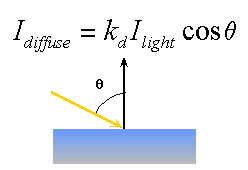 I_diffuse = k_d I_light cos θ
θ